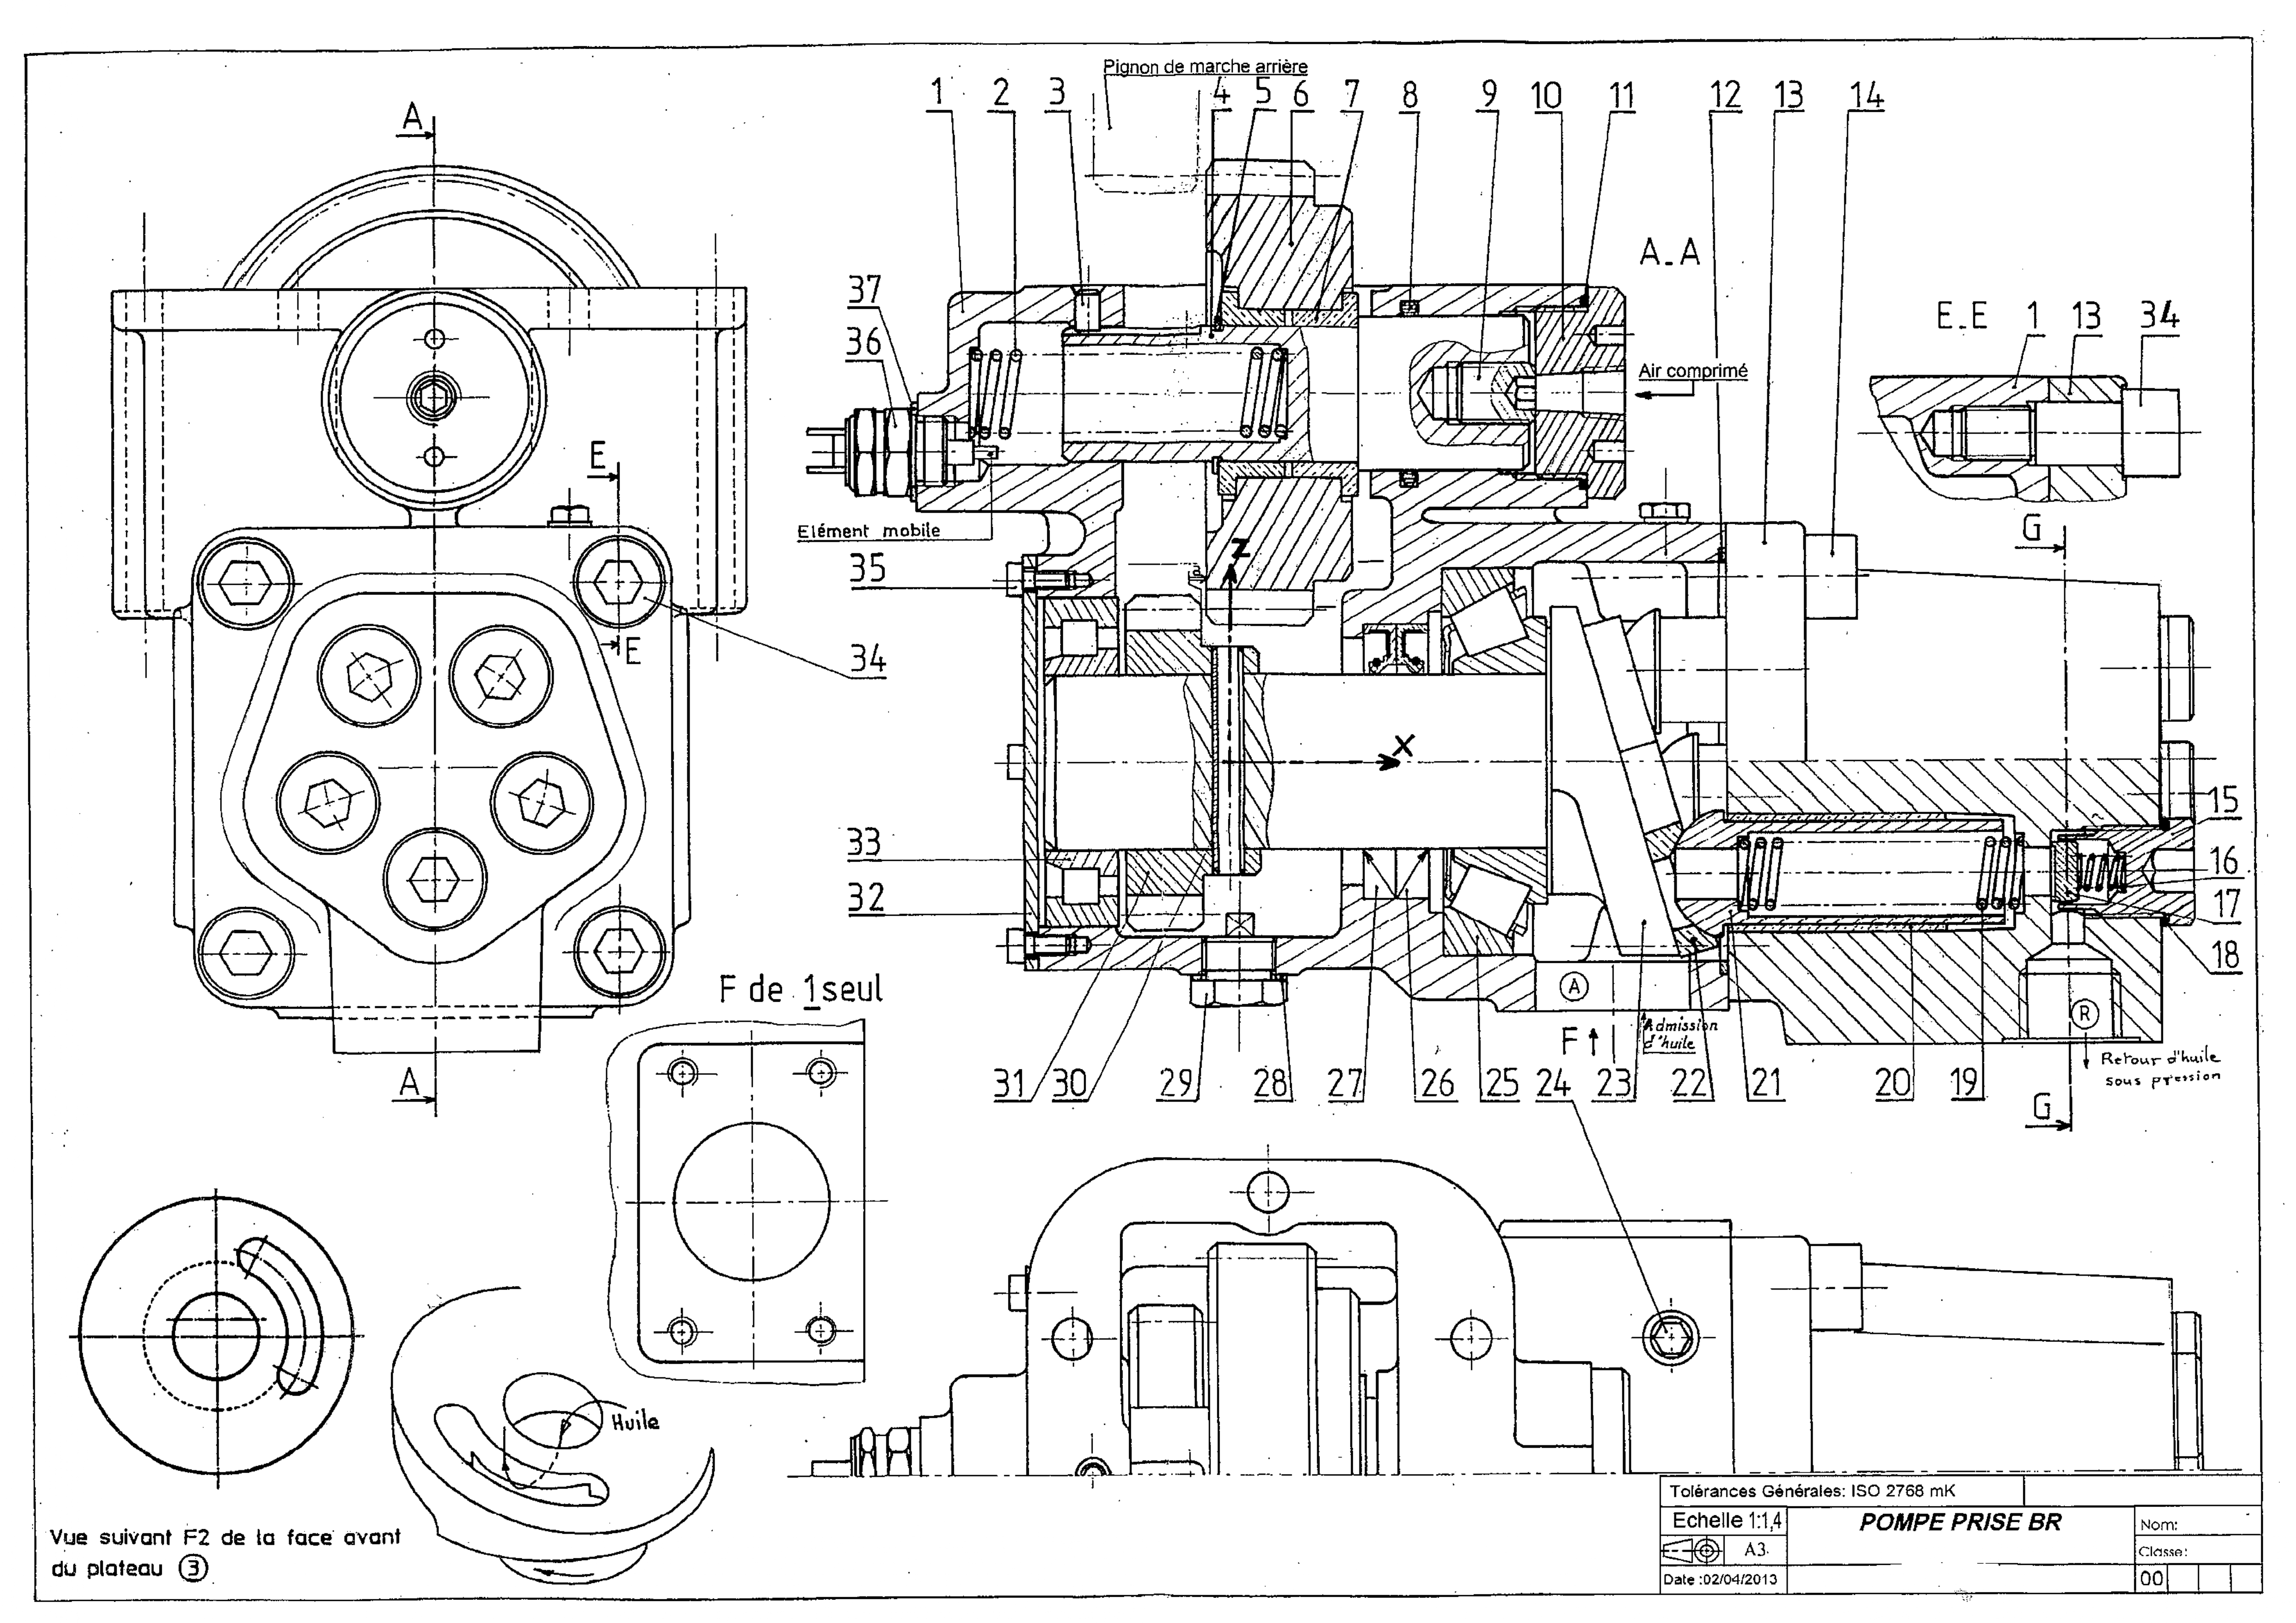 Pignon de marche arrière
1 2 3 4 5 6 7 8 9 10 11 12 13 14
A
A_A
E_E 1 13 34
Air comprimé
37
36
Elément mobile
35
E
E
34
G
Z
X
33
32
15
16
17
18
A
R
F
Admission
d'huile
Retour d'huile
sous pression
31 30 29 28 27 26 25 24 23 22 21 20 19
G
A
F de 1 seul
Huile
Vue suivant F2 de la face avant
du plateau 3
Tolérances Générales: ISO 2768 mK
Echelle 1:1,4
POMPE PRISE BR
Nom:
A3
Classe:
Date :02/04/2013
00